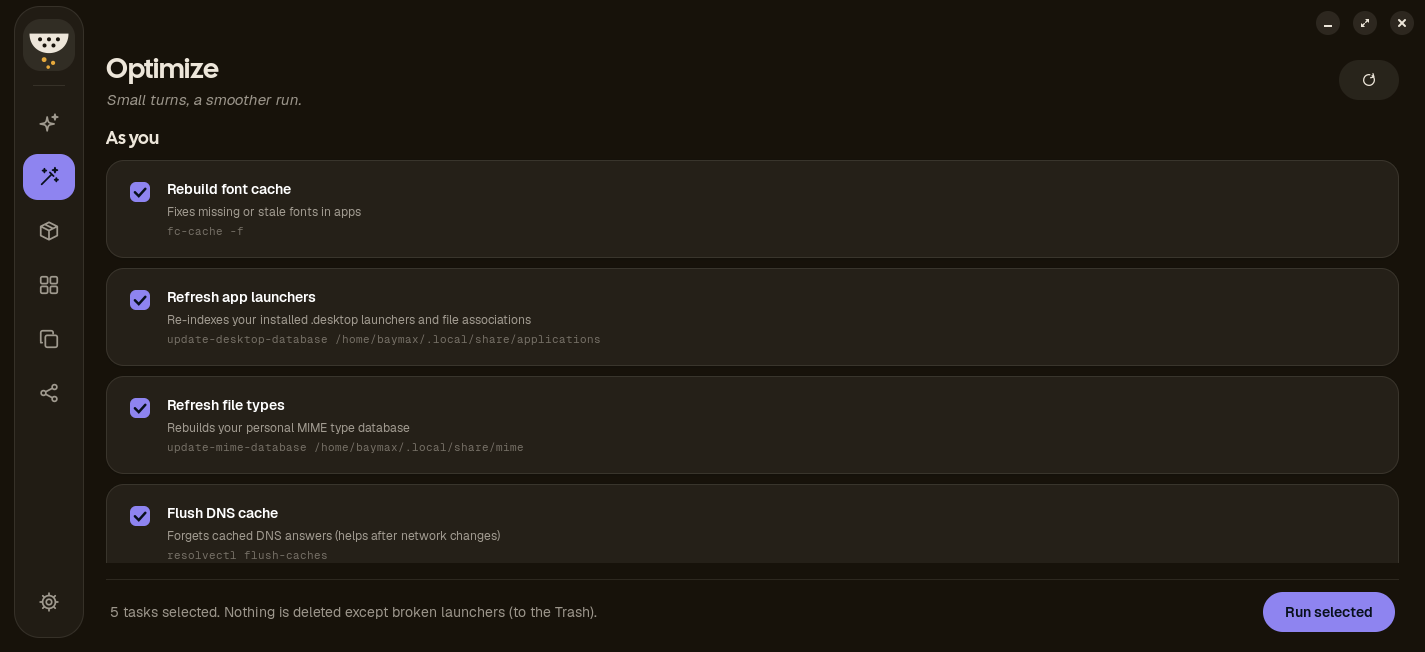 Optimize
Small turns, a smoother run.
As you
Rebuild font cache
Fixes missing or stale fonts in apps
fc-cache -f
Refresh app launchers
Re-indexes your installed .desktop launchers and file associations
update-desktop-database /home/baymax/.local/share/applications
Refresh file types
Rebuilds your personal MIME type database
update-mime-database /home/baymax/.local/share/mime
Flush DNS cache
Forgets cached DNS answers (helps after network changes)
resolvectl flush-caches
5 tasks selected. Nothing is deleted except broken launchers (to the Trash).
Run selected